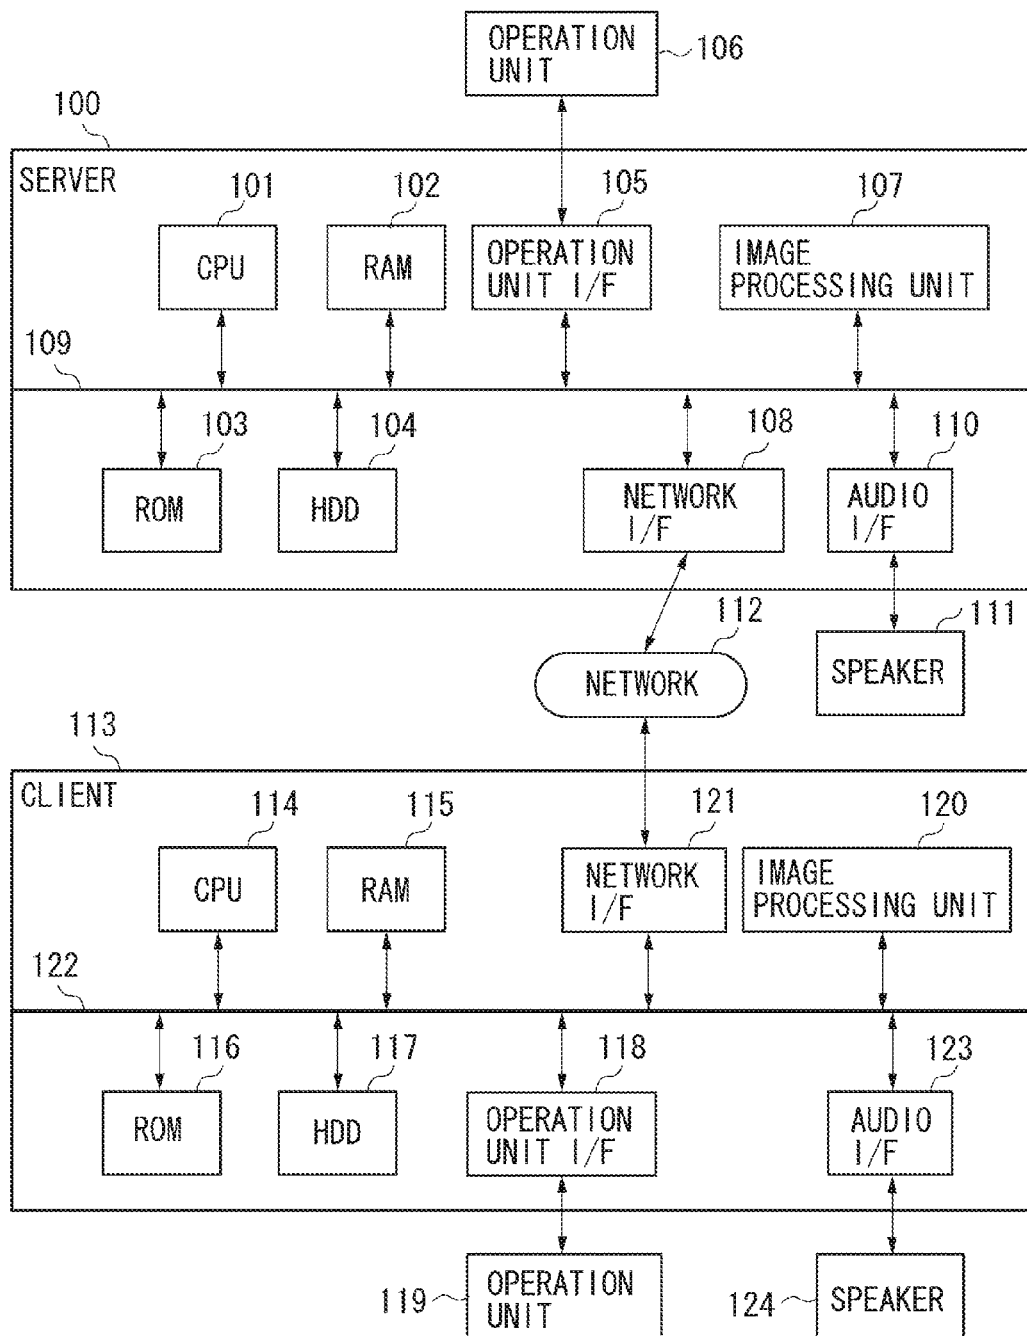 OPERATION
UNIT
106
100
SERVER
101
102
105
107
CPU
RAM
OPERATION
UNIT I/F
IMAGE
PROCESSING UNIT
109
103
104
108
110
ROM
HDD
NETWORK
I/F
AUDIO
I/F
112
111
NETWORK
SPEAKER
113
CLIENT
114
115
121
120
CPU
RAM
NETWORK
I/F
IMAGE
PROCESSING UNIT
122
116
117
118
123
ROM
HDD
OPERATION
UNIT I/F
AUDIO
I/F
119
OPERATION
UNIT
124
SPEAKER